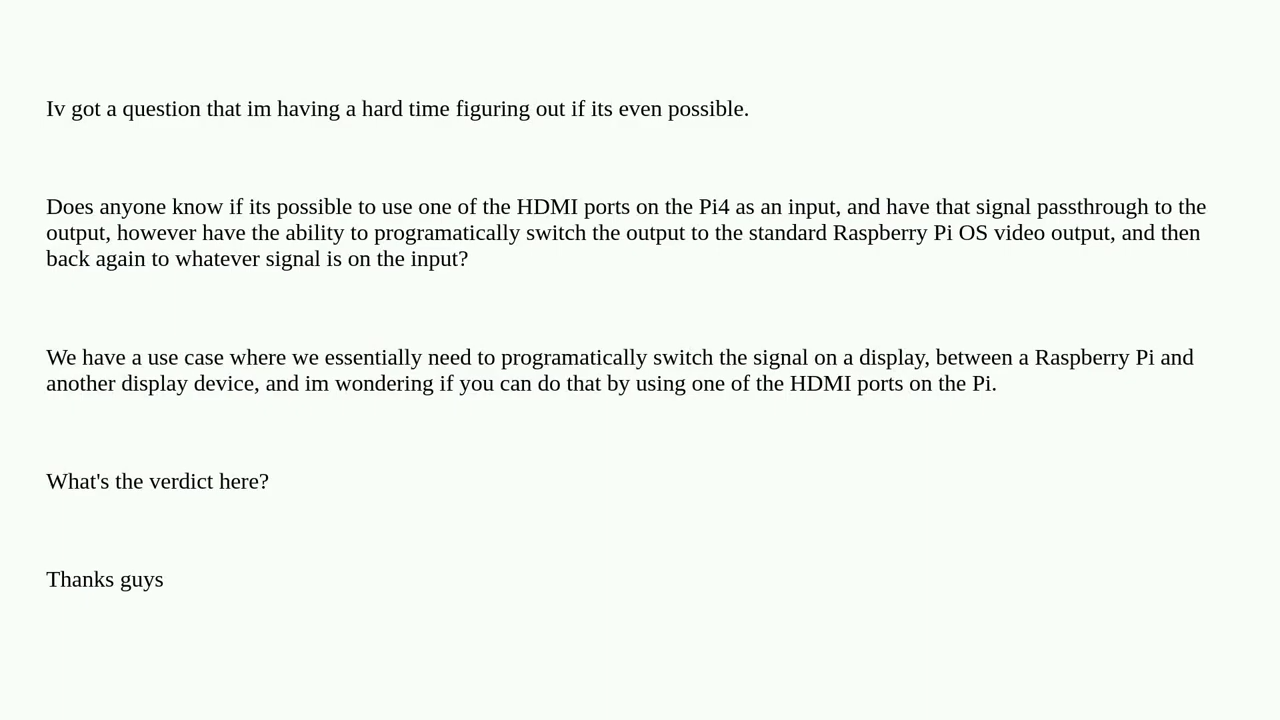 Iv got a question that im having a hard time figuring out if its even possible.
Does anyone know if its possible to use one of the HDMI ports on the Pi4 as an input, and have that signal passthrough to the
output, however have the ability to programatically switch the output to the standard Raspberry Pi OS video output, and then
back again to whatever signal is on the input?
We have a use case where we essentially need to programatically switch the signal on a display, between a Raspberry Pi and
another display device, and im wondering if you can do that by using one of the HDMI ports on the Pi.
What's the verdict here?
Thanks guys